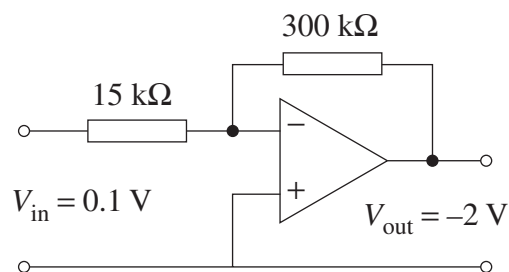 300 kΩ
15 kΩ
−
+
V_in = 0.1 V
V_out = –2 V